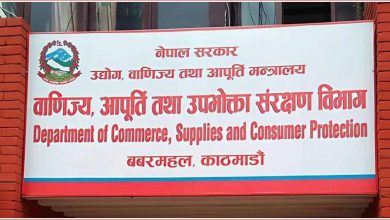 नेपाल सरकार
उद्योग, वाणिज्य तथा आपूर्ति मन्त्रालय
वाणिज्य, आपूर्ति तथा उपभोक्ता संरक्षण विभाग
Department of Commerce, Supplies and Consumer Protection
बबरमहल, काठमाडौं